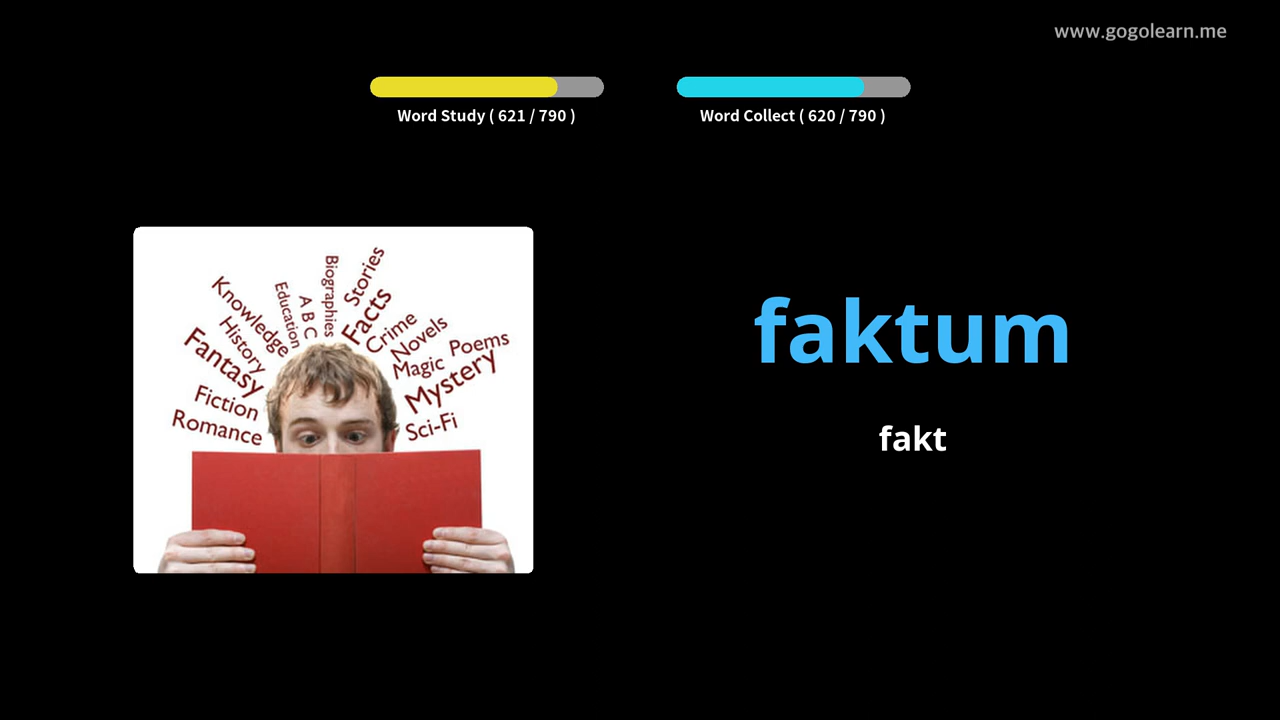 www.gogolearn.me
Word Study ( 621 / 790 )
Word Collect ( 620 / 790 )
Biographies
Stories
Education
A B C
Facts
Knowledge
Crime
History
Novels
Poems
Fantasy
Magic
Mystery
Fiction
Romance
Sci-Fi
faktum
fakt